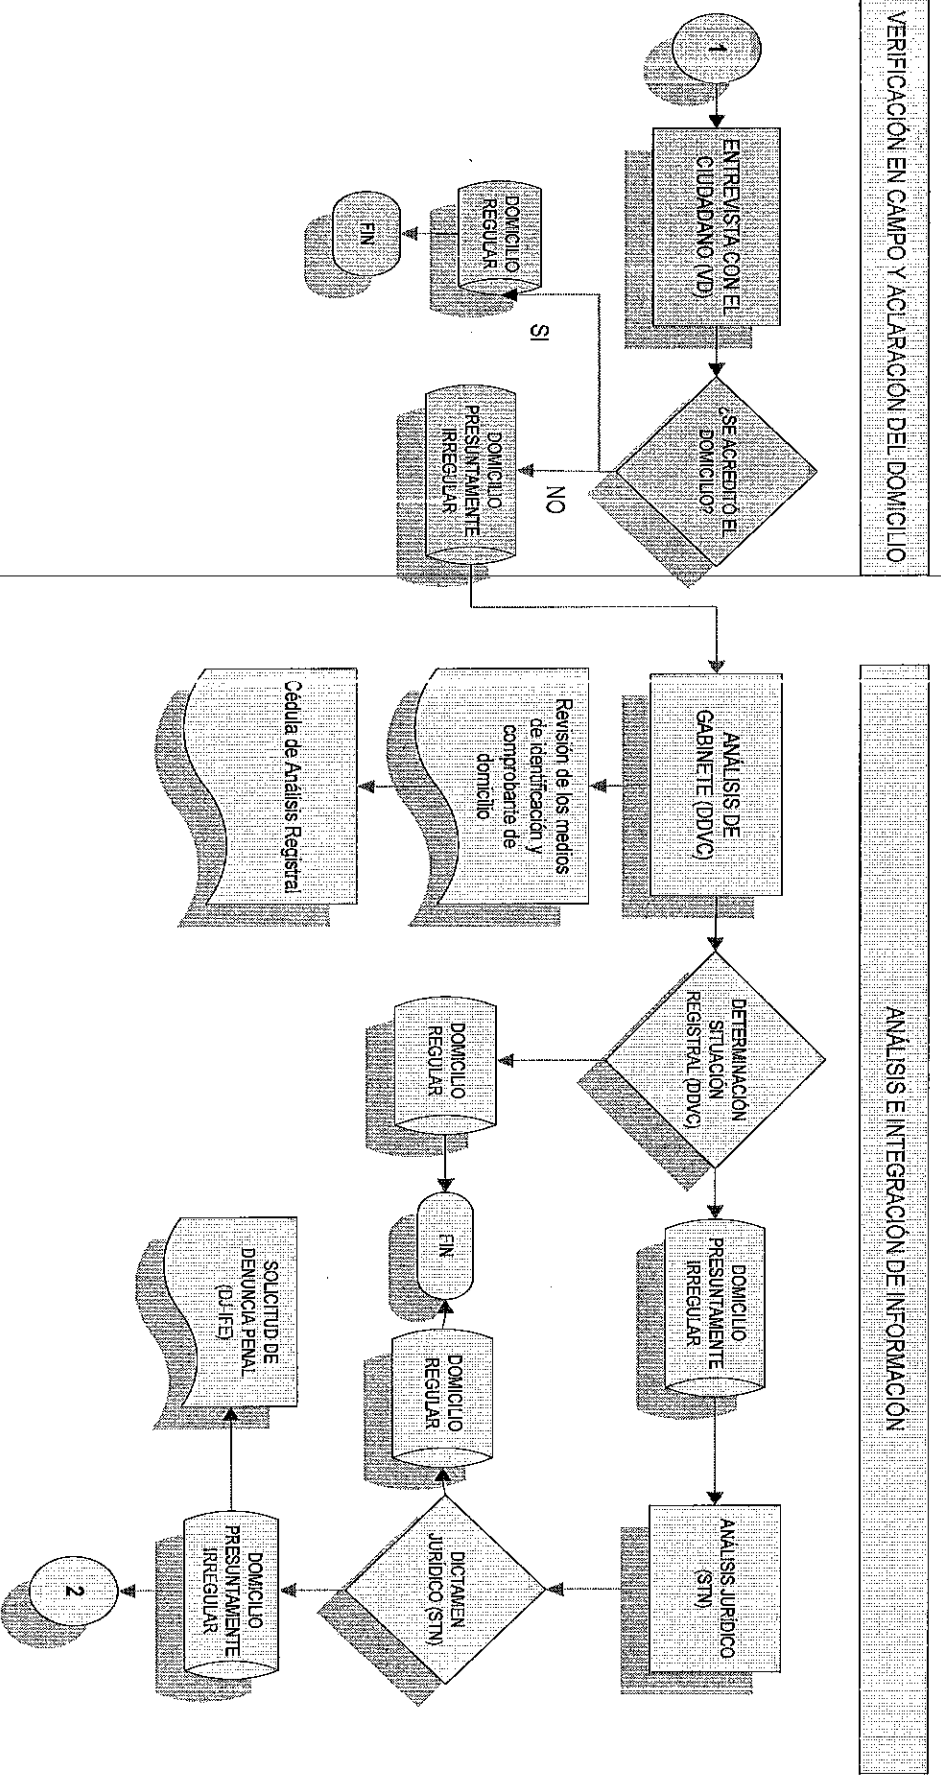 VERIFICACIÓN EN CAMPO Y ACLARACIÓN DEL DOMICILIO
1
ENTREVISTA CON EL
CIUDADANO (VD)
¿SE ACREDITÓ EL
DOMICILIO?
SI
NO
DOMICILIO
REGULAR
FIN
DOMICILIO
PRESUNTAMENTE
IRREGULAR
ANÁLISIS E INTEGRACIÓN DE INFORMACIÓN
ANÁLISIS DE
GABINETE (DDVC)
Revisión de los medios
de identificación y
comprobante de
domicilio
Cédula de Análisis Registral
DETERMINACIÓN
SITUACIÓN
REGISTRAL (DDVC)
DOMICILIO
REGULAR
FIN
DOMICILIO
PRESUNTAMENTE
IRREGULAR
ANÁLISIS JURÍDICO
(STN)
DICTAMEN
JURÍDICO (STN)
DOMICILIO
REGULAR
DOMICILIO
PRESUNTAMENTE
IRREGULAR
SOLICITUD DE
DENUNCIA PENAL
(DJ-IFE)
2